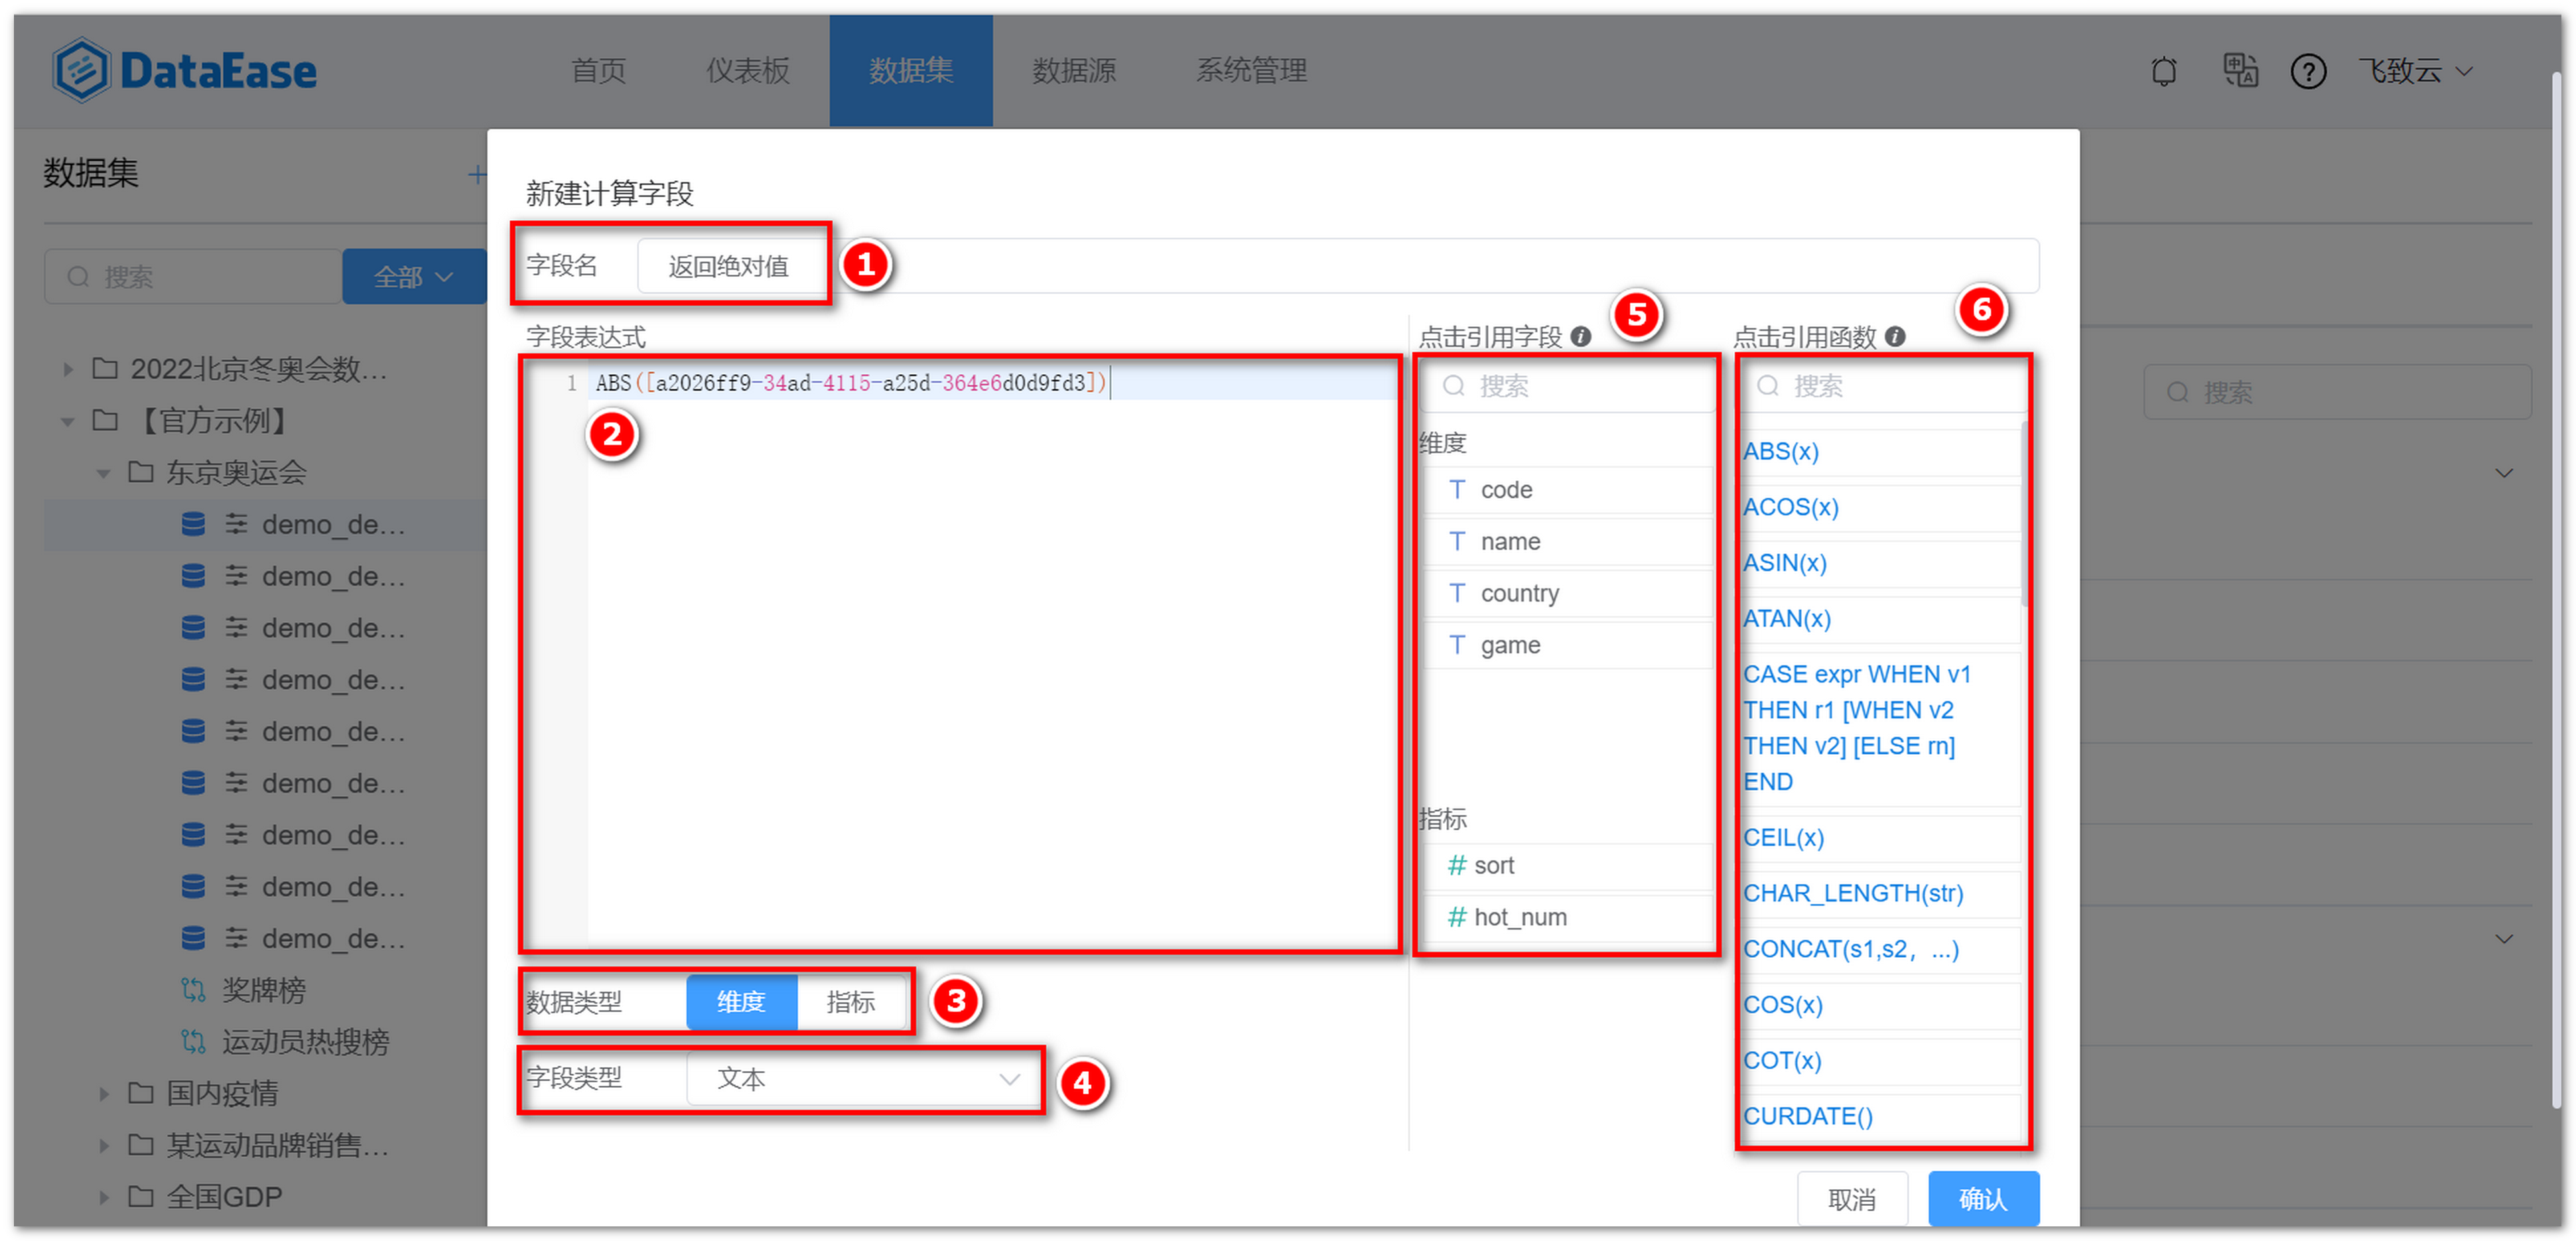 DataEase
首页
仪表板
数据集
数据源
系统管理
中 A
?
飞致云
数据集
+
搜索
全部
2022北京冬奥会数...
【官方示例】
东京奥运会
demo_de...
demo_de...
demo_de...
demo_de...
demo_de...
demo_de...
demo_de...
demo_de...
demo_de...
奖牌榜
运动员热搜榜
国内疫情
某运动品牌销售...
全国GDP
新建计算字段
字段名
返回绝对值
1
字段表达式
1 ABS([a2026ff9-34ad-4115-a25d-364e6d0d9fd3])
2
数据类型
维度
指标
3
字段类型
文本
4
点击引用字段
5
搜索
维度
T code
T name
T country
T game
指标
# sort
# hot_num
点击引用函数
6
搜索
ABS(x)
ACOS(x)
ASIN(x)
ATAN(x)
CASE expr WHEN v1
THEN r1 [WHEN v2
THEN v2] [ELSE rn]
END
CEIL(x)
CHAR_LENGTH(str)
CONCAT(s1,s2，...)
COS(x)
COT(x)
CURDATE()
取消
确认
搜索